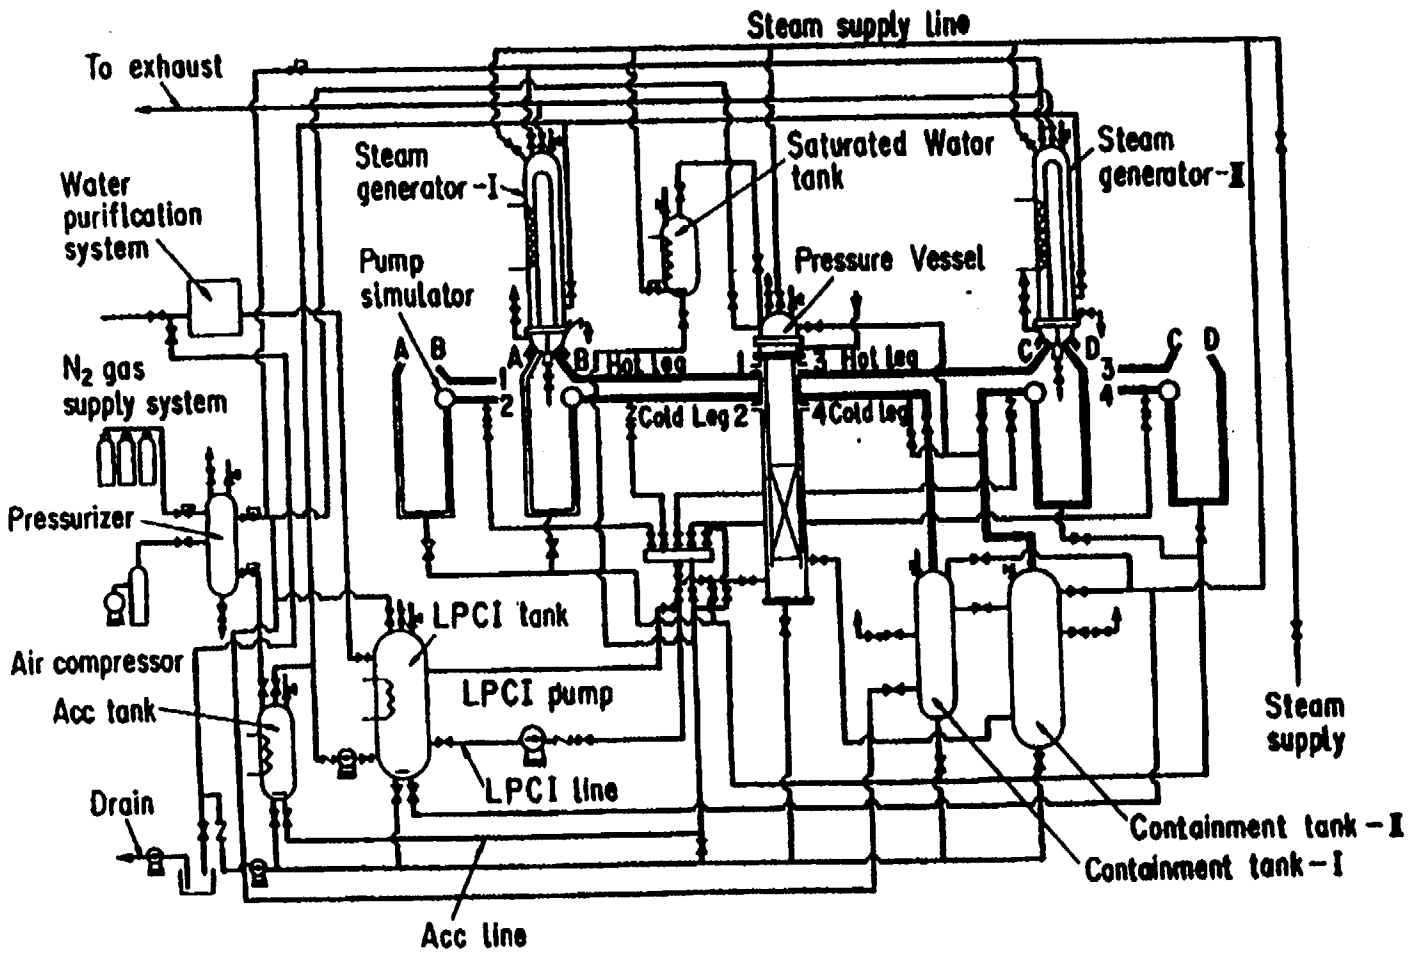 Steam supply line
To exhaust
Steam
generator-I
Saturated Wator
tank
Steam
generator-II
Water
purification
system
Pump
simulator
Pressure Vessel
A B A B Hot leg 1 3 Hot leg C D C D
N2 gas
supply system
1
2
3
4
Cold Leg 2 4 Cold leg
Pressurizer
LPCI tank
Air compressor
LPCI pump
Acc tank
Steam
supply
LPCI line
Drain
Containment tank-II
Containment tank-I
Acc line